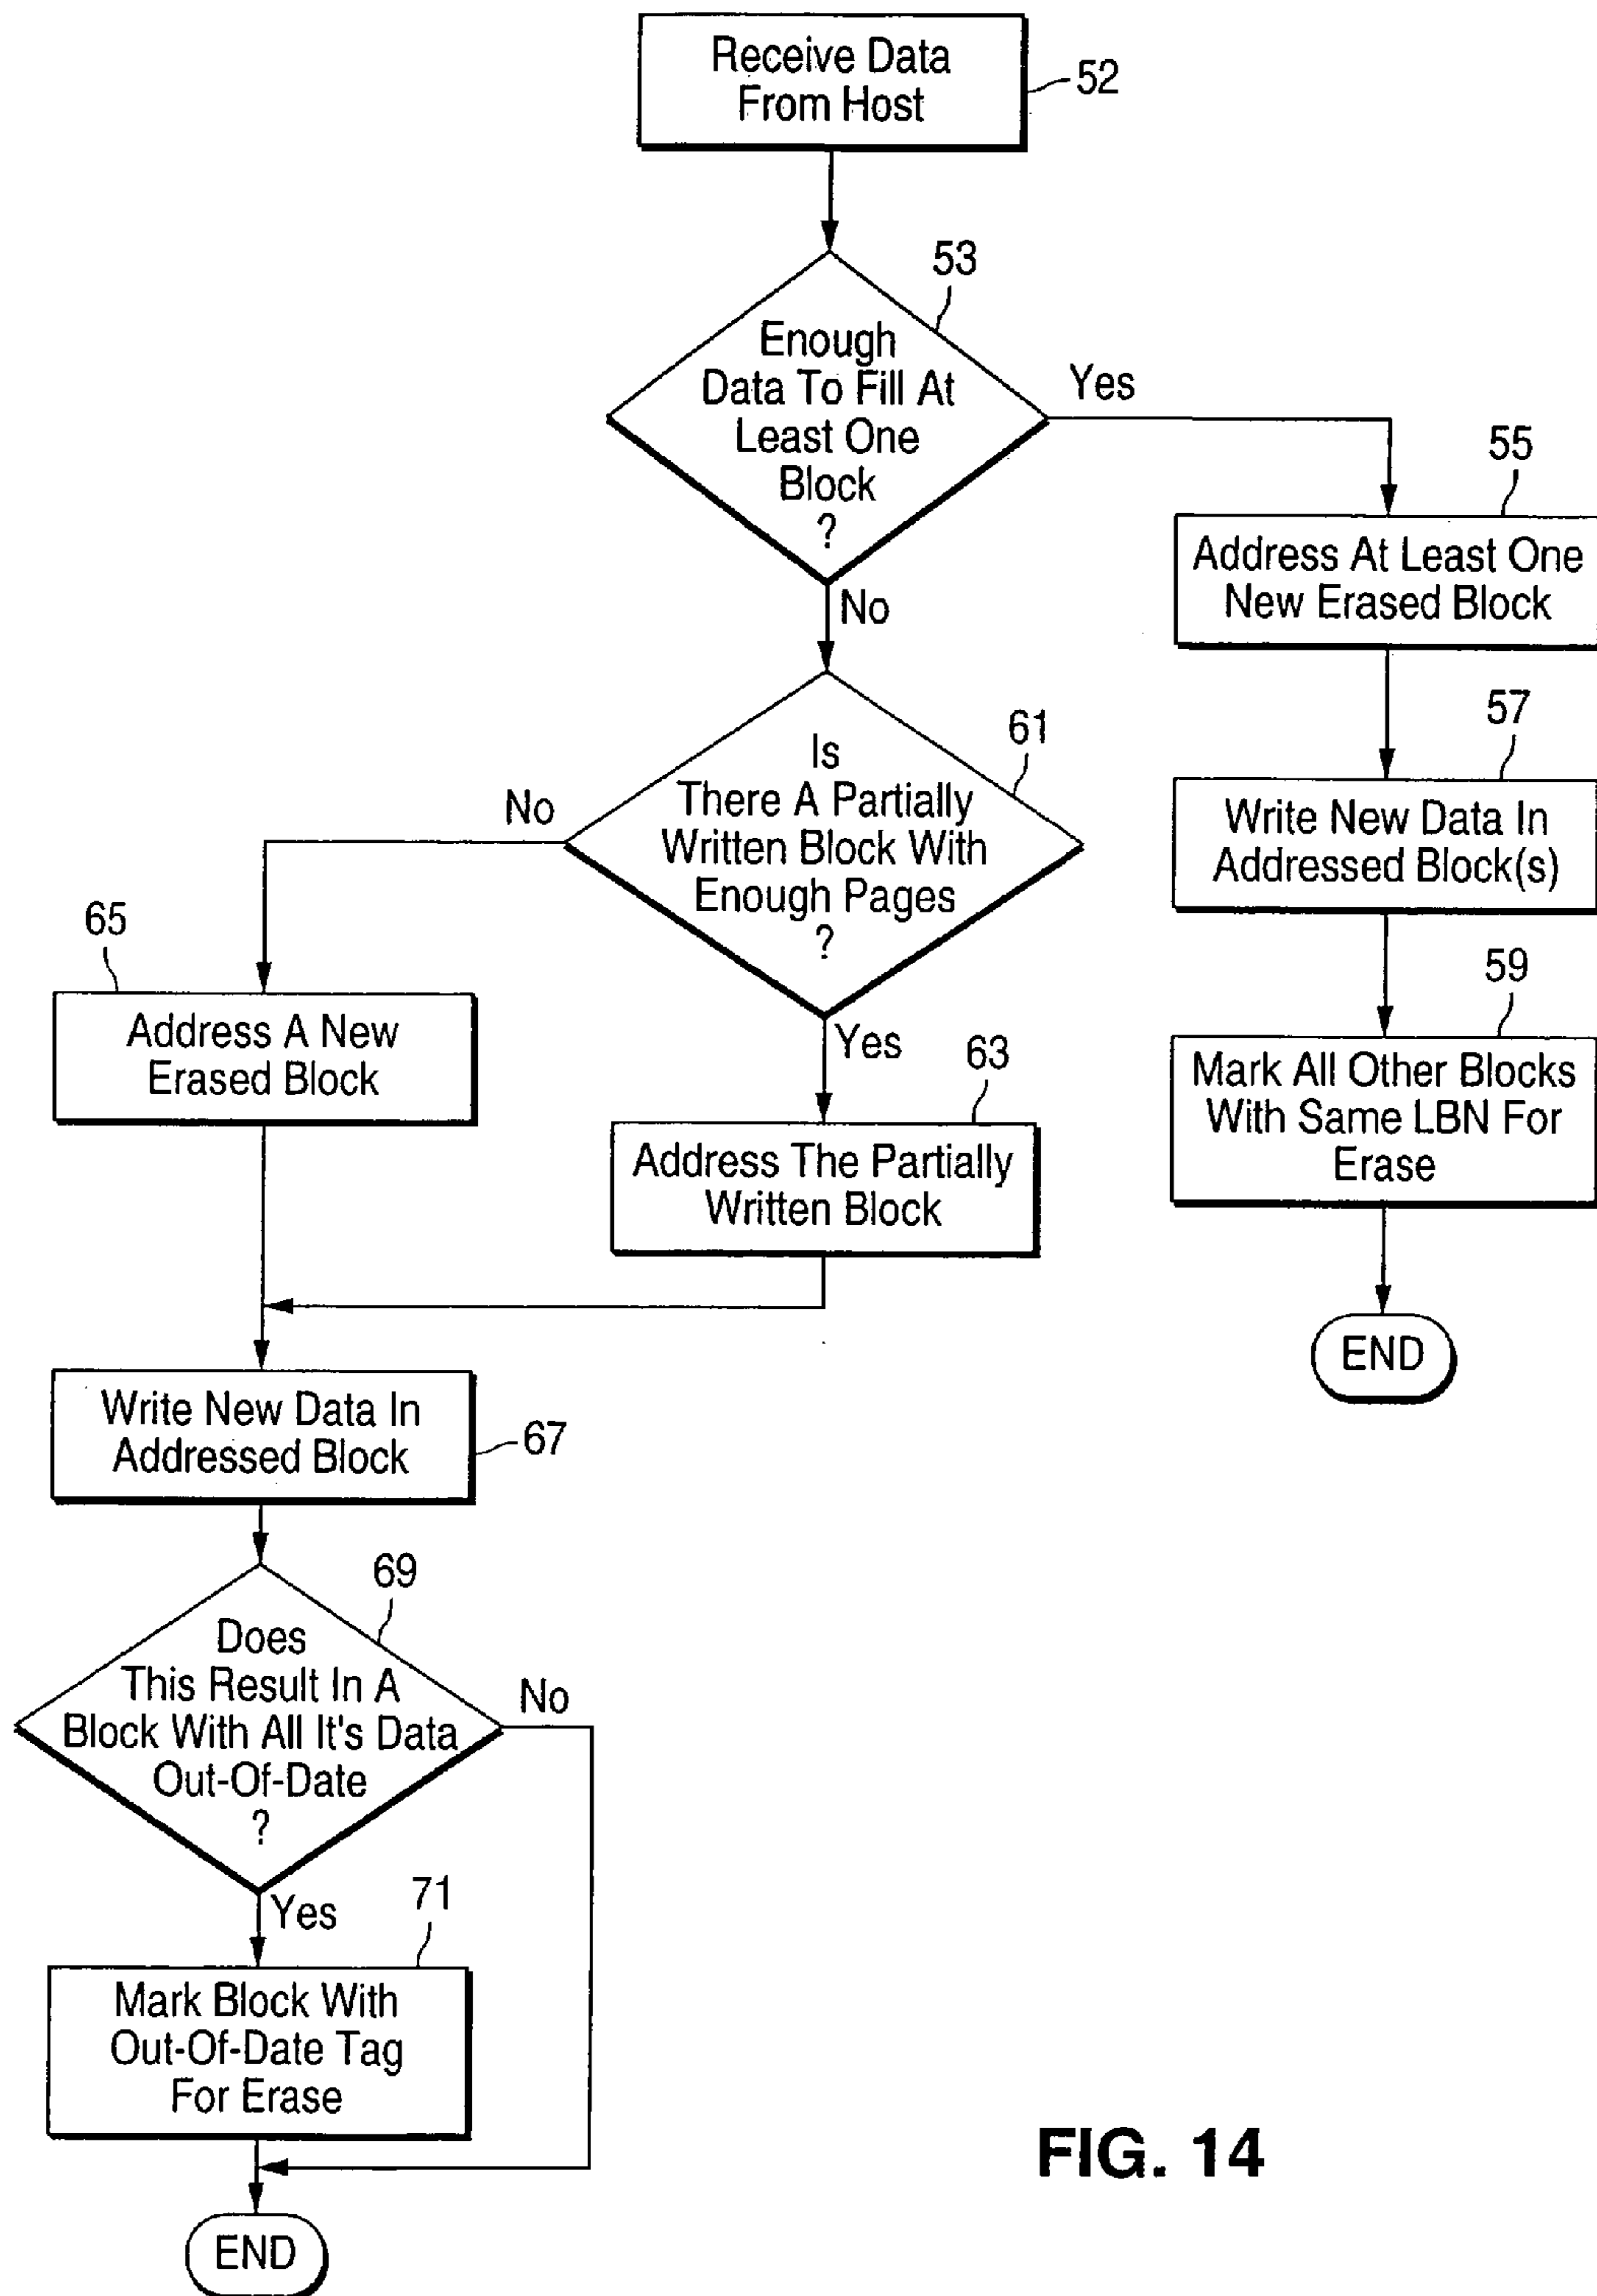 Receive Data
From Host
52
53
Enough
Data To Fill At
Least One
Block
?
Yes
No
55
Address At Least One
New Erased Block
57
Write New Data In
Addressed Block(s)
59
Mark All Other Blocks
With Same LBN For
Erase
END
61
Is
There A Partially
Written Block With
Enough Pages
?
No
Yes
65
Address A New
Erased Block
63
Address The Partially
Written Block
Write New Data In
Addressed Block
67
69
Does
This Result In A
Block With All It's Data
Out-Of-Date
?
No
Yes
71
Mark Block With
Out-Of-Date Tag
For Erase
END
FIG. 14